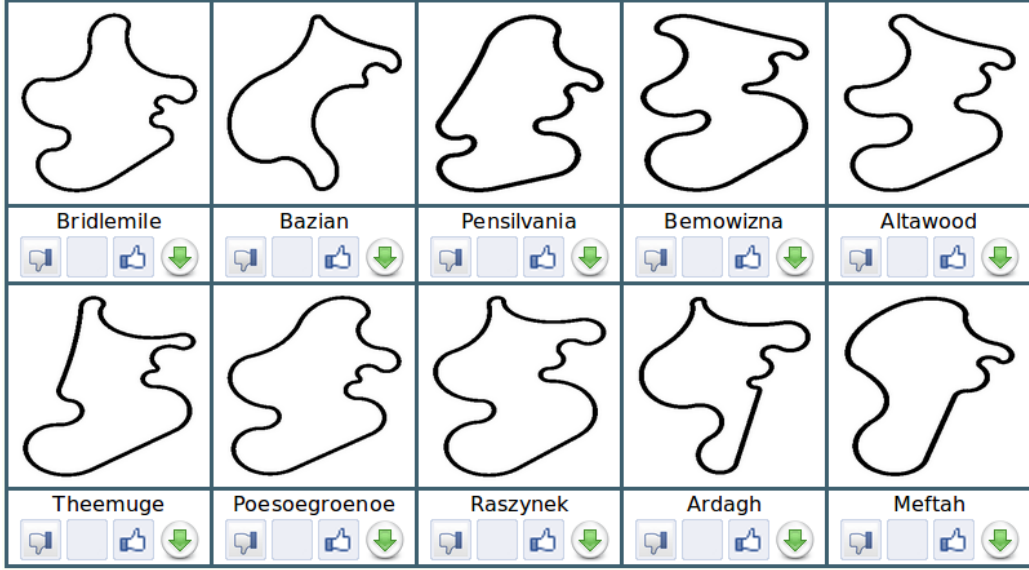 Bridlemile
Bazian
Pensilvania
Bemowizna
Altawood
Theemuge
Poesoegroenoe
Raszynek
Ardagh
Meftah